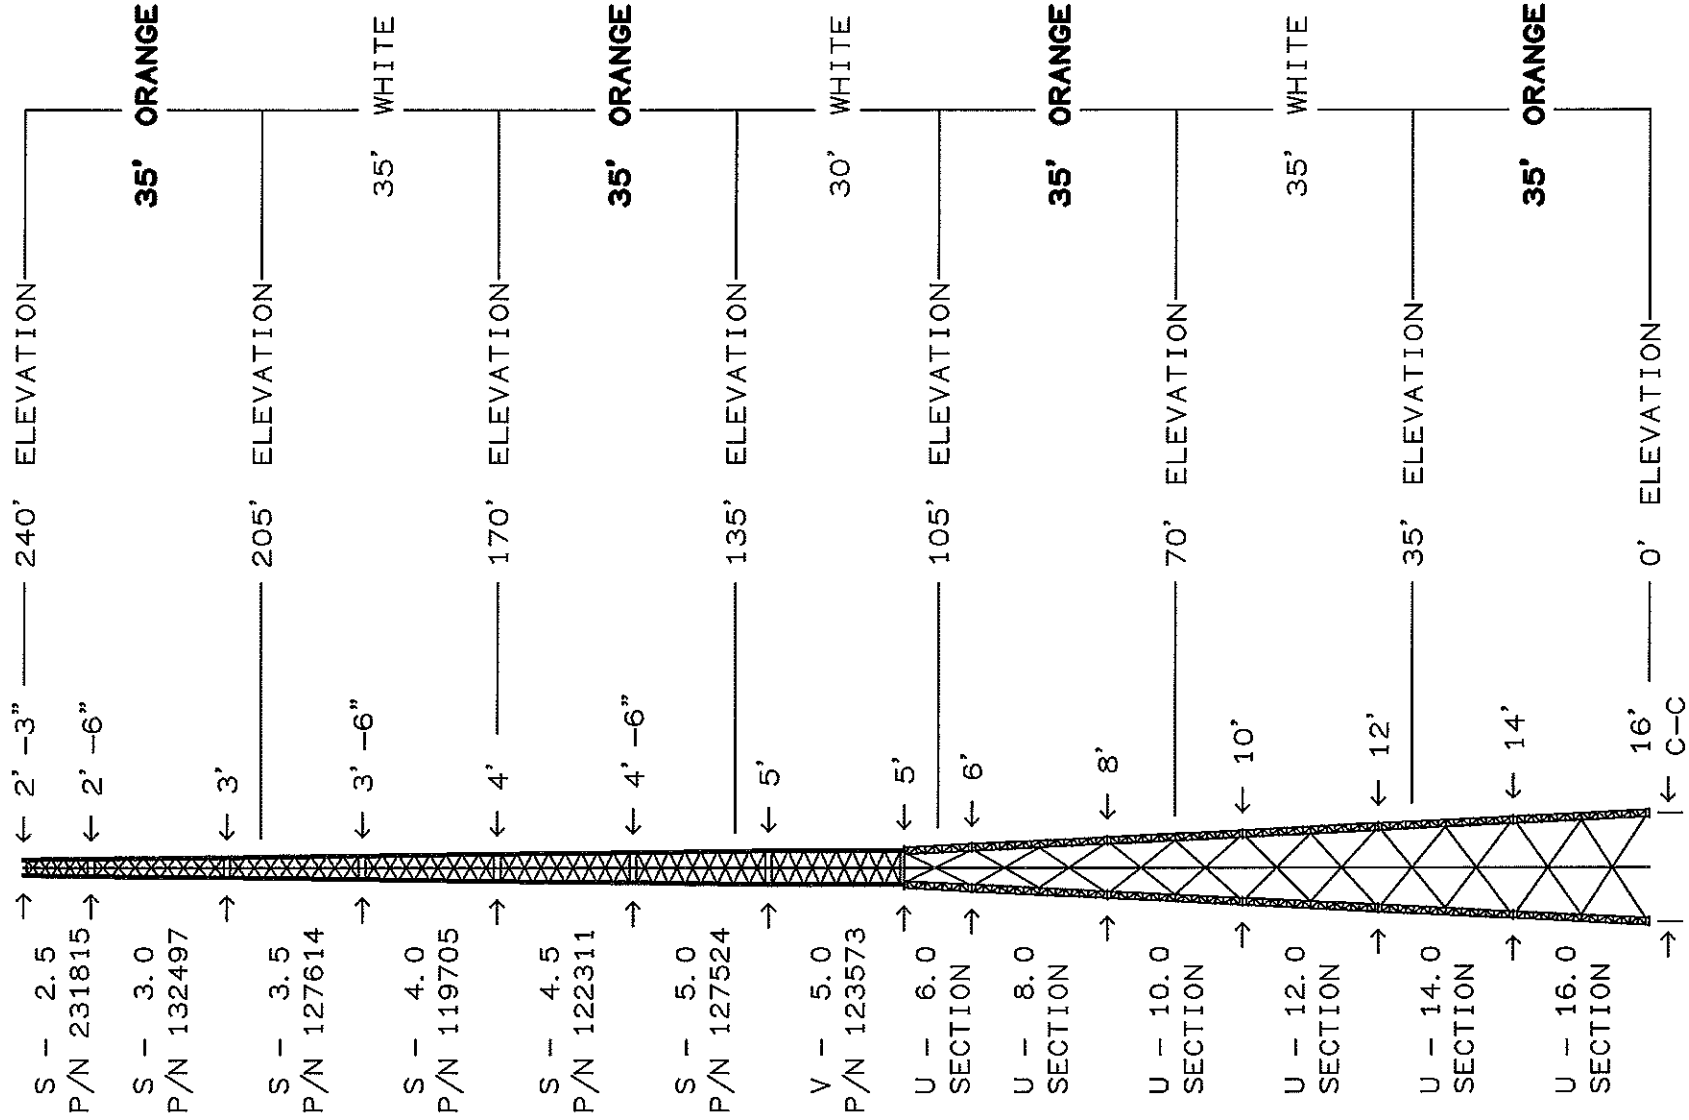 S - 2.5
P/N 231815
S - 3.0
P/N 132497
S - 3.5
P/N 127614
S - 4.0
P/N 119705
S - 4.5
P/N 122311
S - 5.0
P/N 127524
V - 5.0
P/N 123573
U - 6.0
SECTION
U - 8.0
SECTION
U - 10.0
SECTION
U - 12.0
SECTION
U - 14.0
SECTION
U - 16.0
SECTION
2' -3"
2' -6"
3'
3' -6"
4'
4' -6"
5'
5'
6'
8'
10'
12'
14'
16'
C-C
240' ELEVATION
205' ELEVATION
170' ELEVATION
135' ELEVATION
105' ELEVATION
70' ELEVATION
35' ELEVATION
0' ELEVATION
35' ORANGE
35' WHITE
35' ORANGE
30' WHITE
35' ORANGE
35' WHITE
35' ORANGE